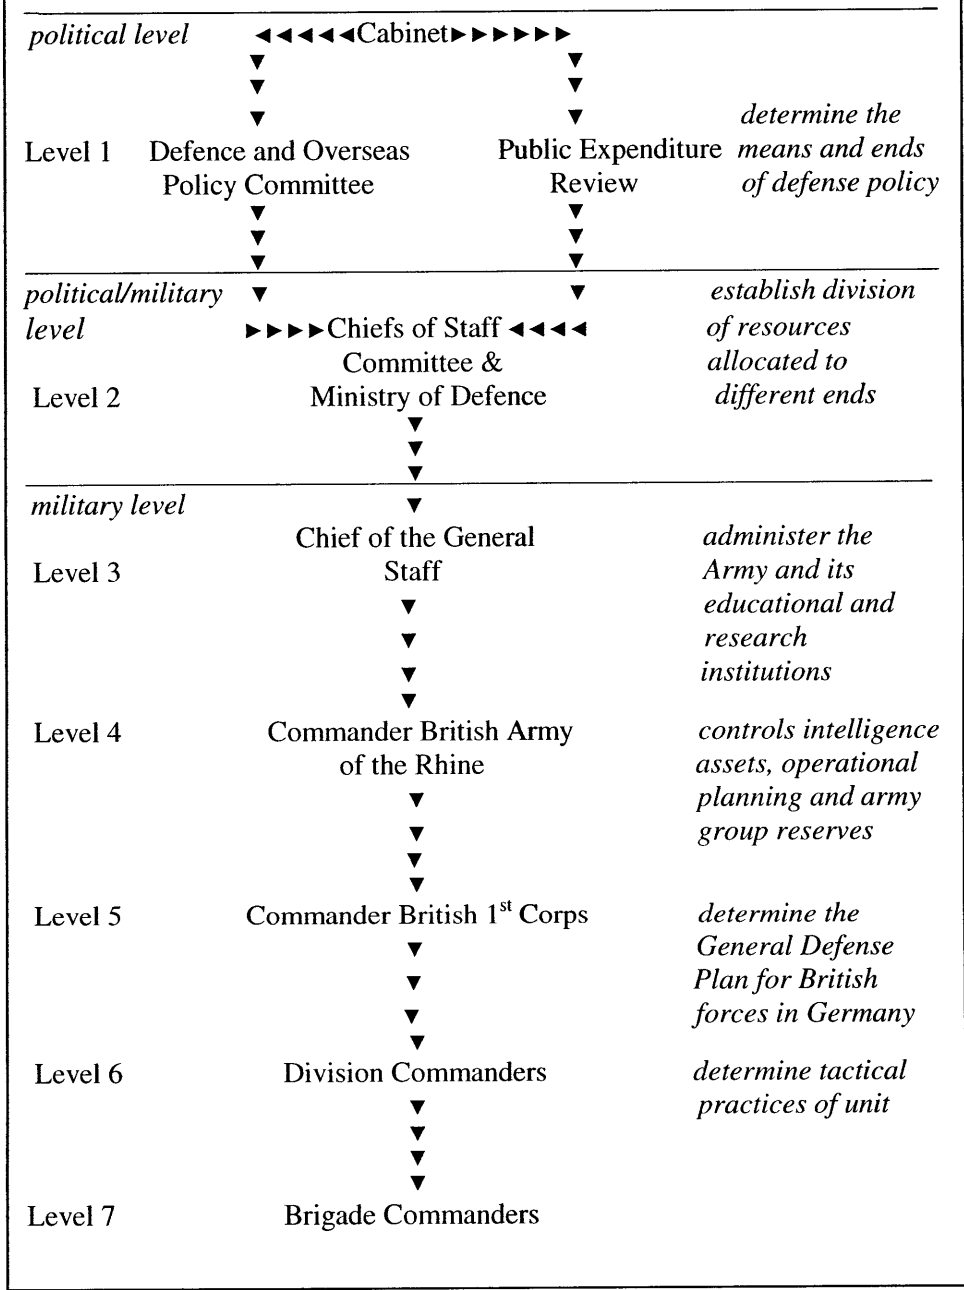 political level ◄◄◄◄◄Cabinet►►►►►►
▼ ▼
▼ ▼
▼ ▼ determine the
Level 1 Defence and Overseas Public Expenditure means and ends
Policy Committee Review of defense policy
▼ ▼
▼ ▼
▼ ▼
political/military ▼ ▼ establish division
level ►►►►Chiefs of Staff ◄◄◄◄ of resources
Committee & allocated to
Level 2 Ministry of Defence different ends
▼
▼
▼
military level ▼
Chief of the General administer the
Level 3 Staff Army and its
▼ educational and
▼ research
▼ institutions
▼
Level 4 Commander British Army controls intelligence
of the Rhine assets, operational
▼ planning and army
▼ group reserves
▼
▼
Level 5 Commander British 1st Corps determine the
▼ General Defense
▼ Plan for British
▼ forces in Germany
▼
Level 6 Division Commanders determine tactical
▼ practices of unit
▼
▼
▼
Level 7 Brigade Commanders